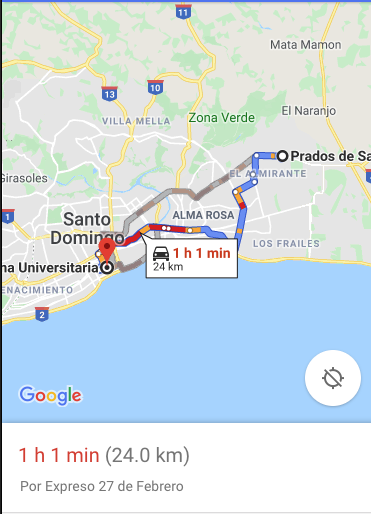 11
Mata Mamon
13
10
VILLA MELLA
Zona Verde
El Naranjo
Girasoles
Prados de Sa
EL ALMIRANTE
1
Santo
Domingo
ALMA ROSA
LOS FRAILES
1 h 1 min
24 km
na Universitaria
ENACIMIENTO
2
Google
1 h 1 min (24.0 km)
Por Expreso 27 de Febrero